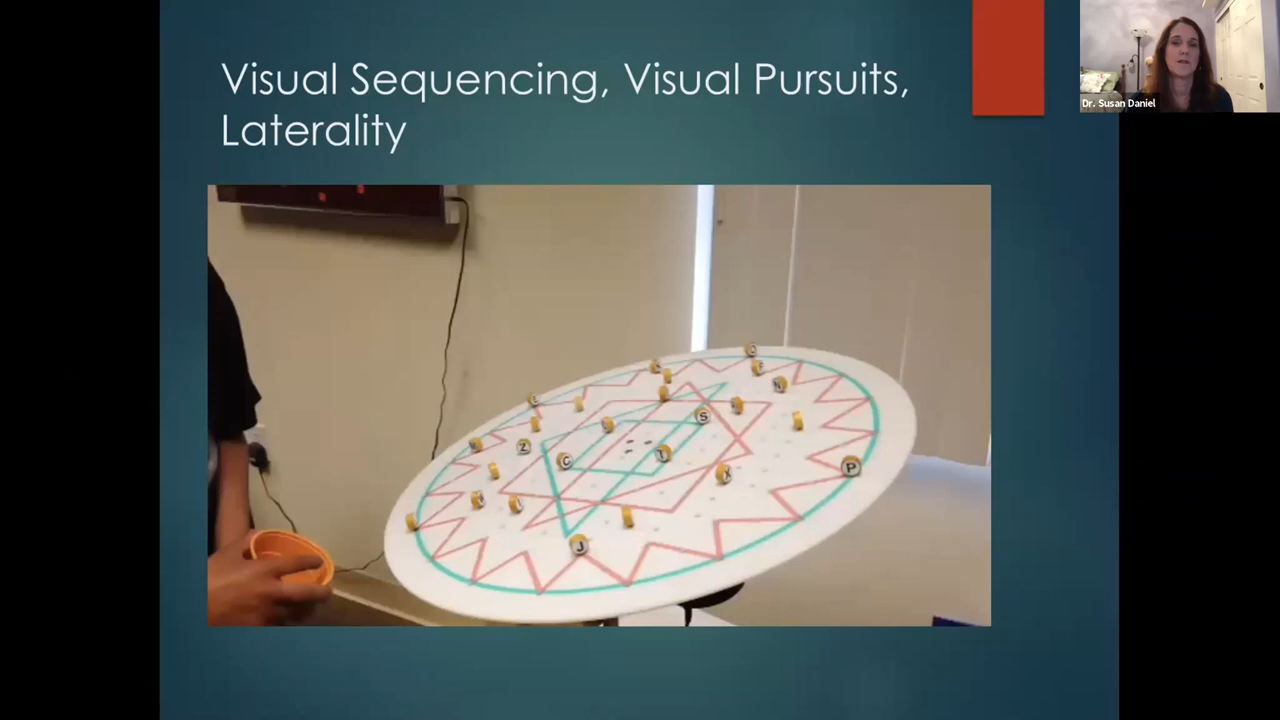 Visual Sequencing, Visual Pursuits,
Laterality
Dr. Susan Daniel
S
Z
C
X
P
J